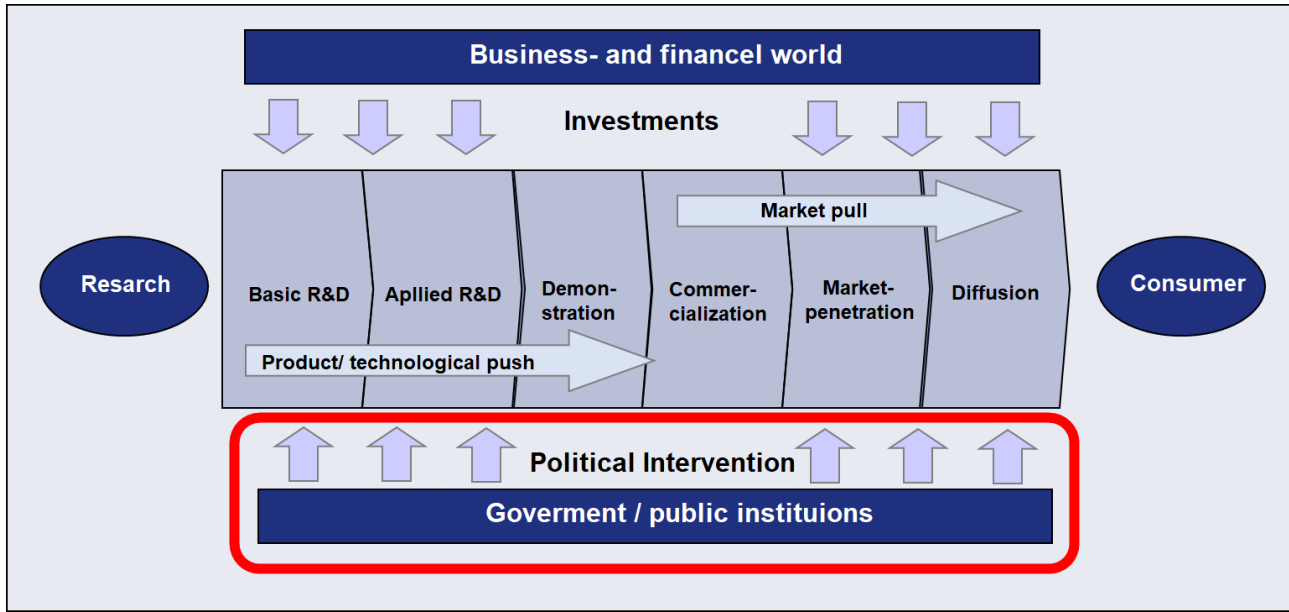 Business- and financel world
Investments
Market pull
Resarch
Basic R&D
Apllied R&D
Demon-
stration
Commer-
cialization
Market-
penetration
Diffusion
Consumer
Product/ technological push
Political Intervention
Goverment / public instituions